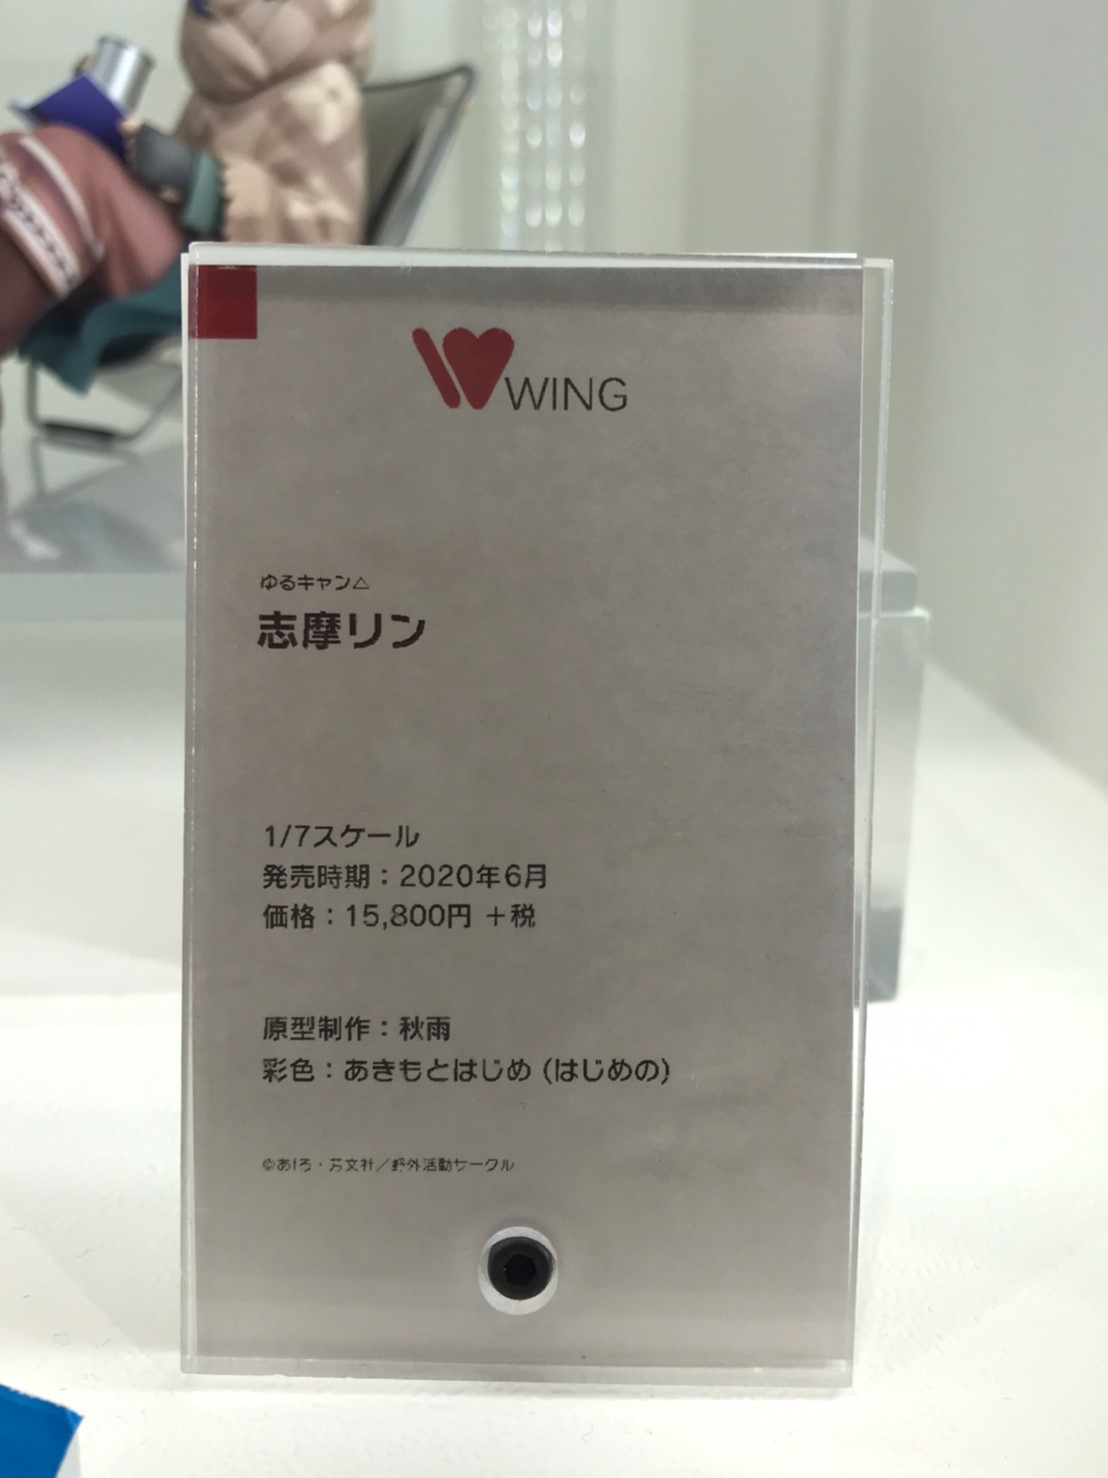 WING
ゆるキャン△
志摩リン
1/7スケール
発売時期：2020年6月
価格：15,800円 ＋税
原型制作：秋雨
彩色：あきもとはじめ (はじめの)
©あfろ・芳文社／野外活動サークル